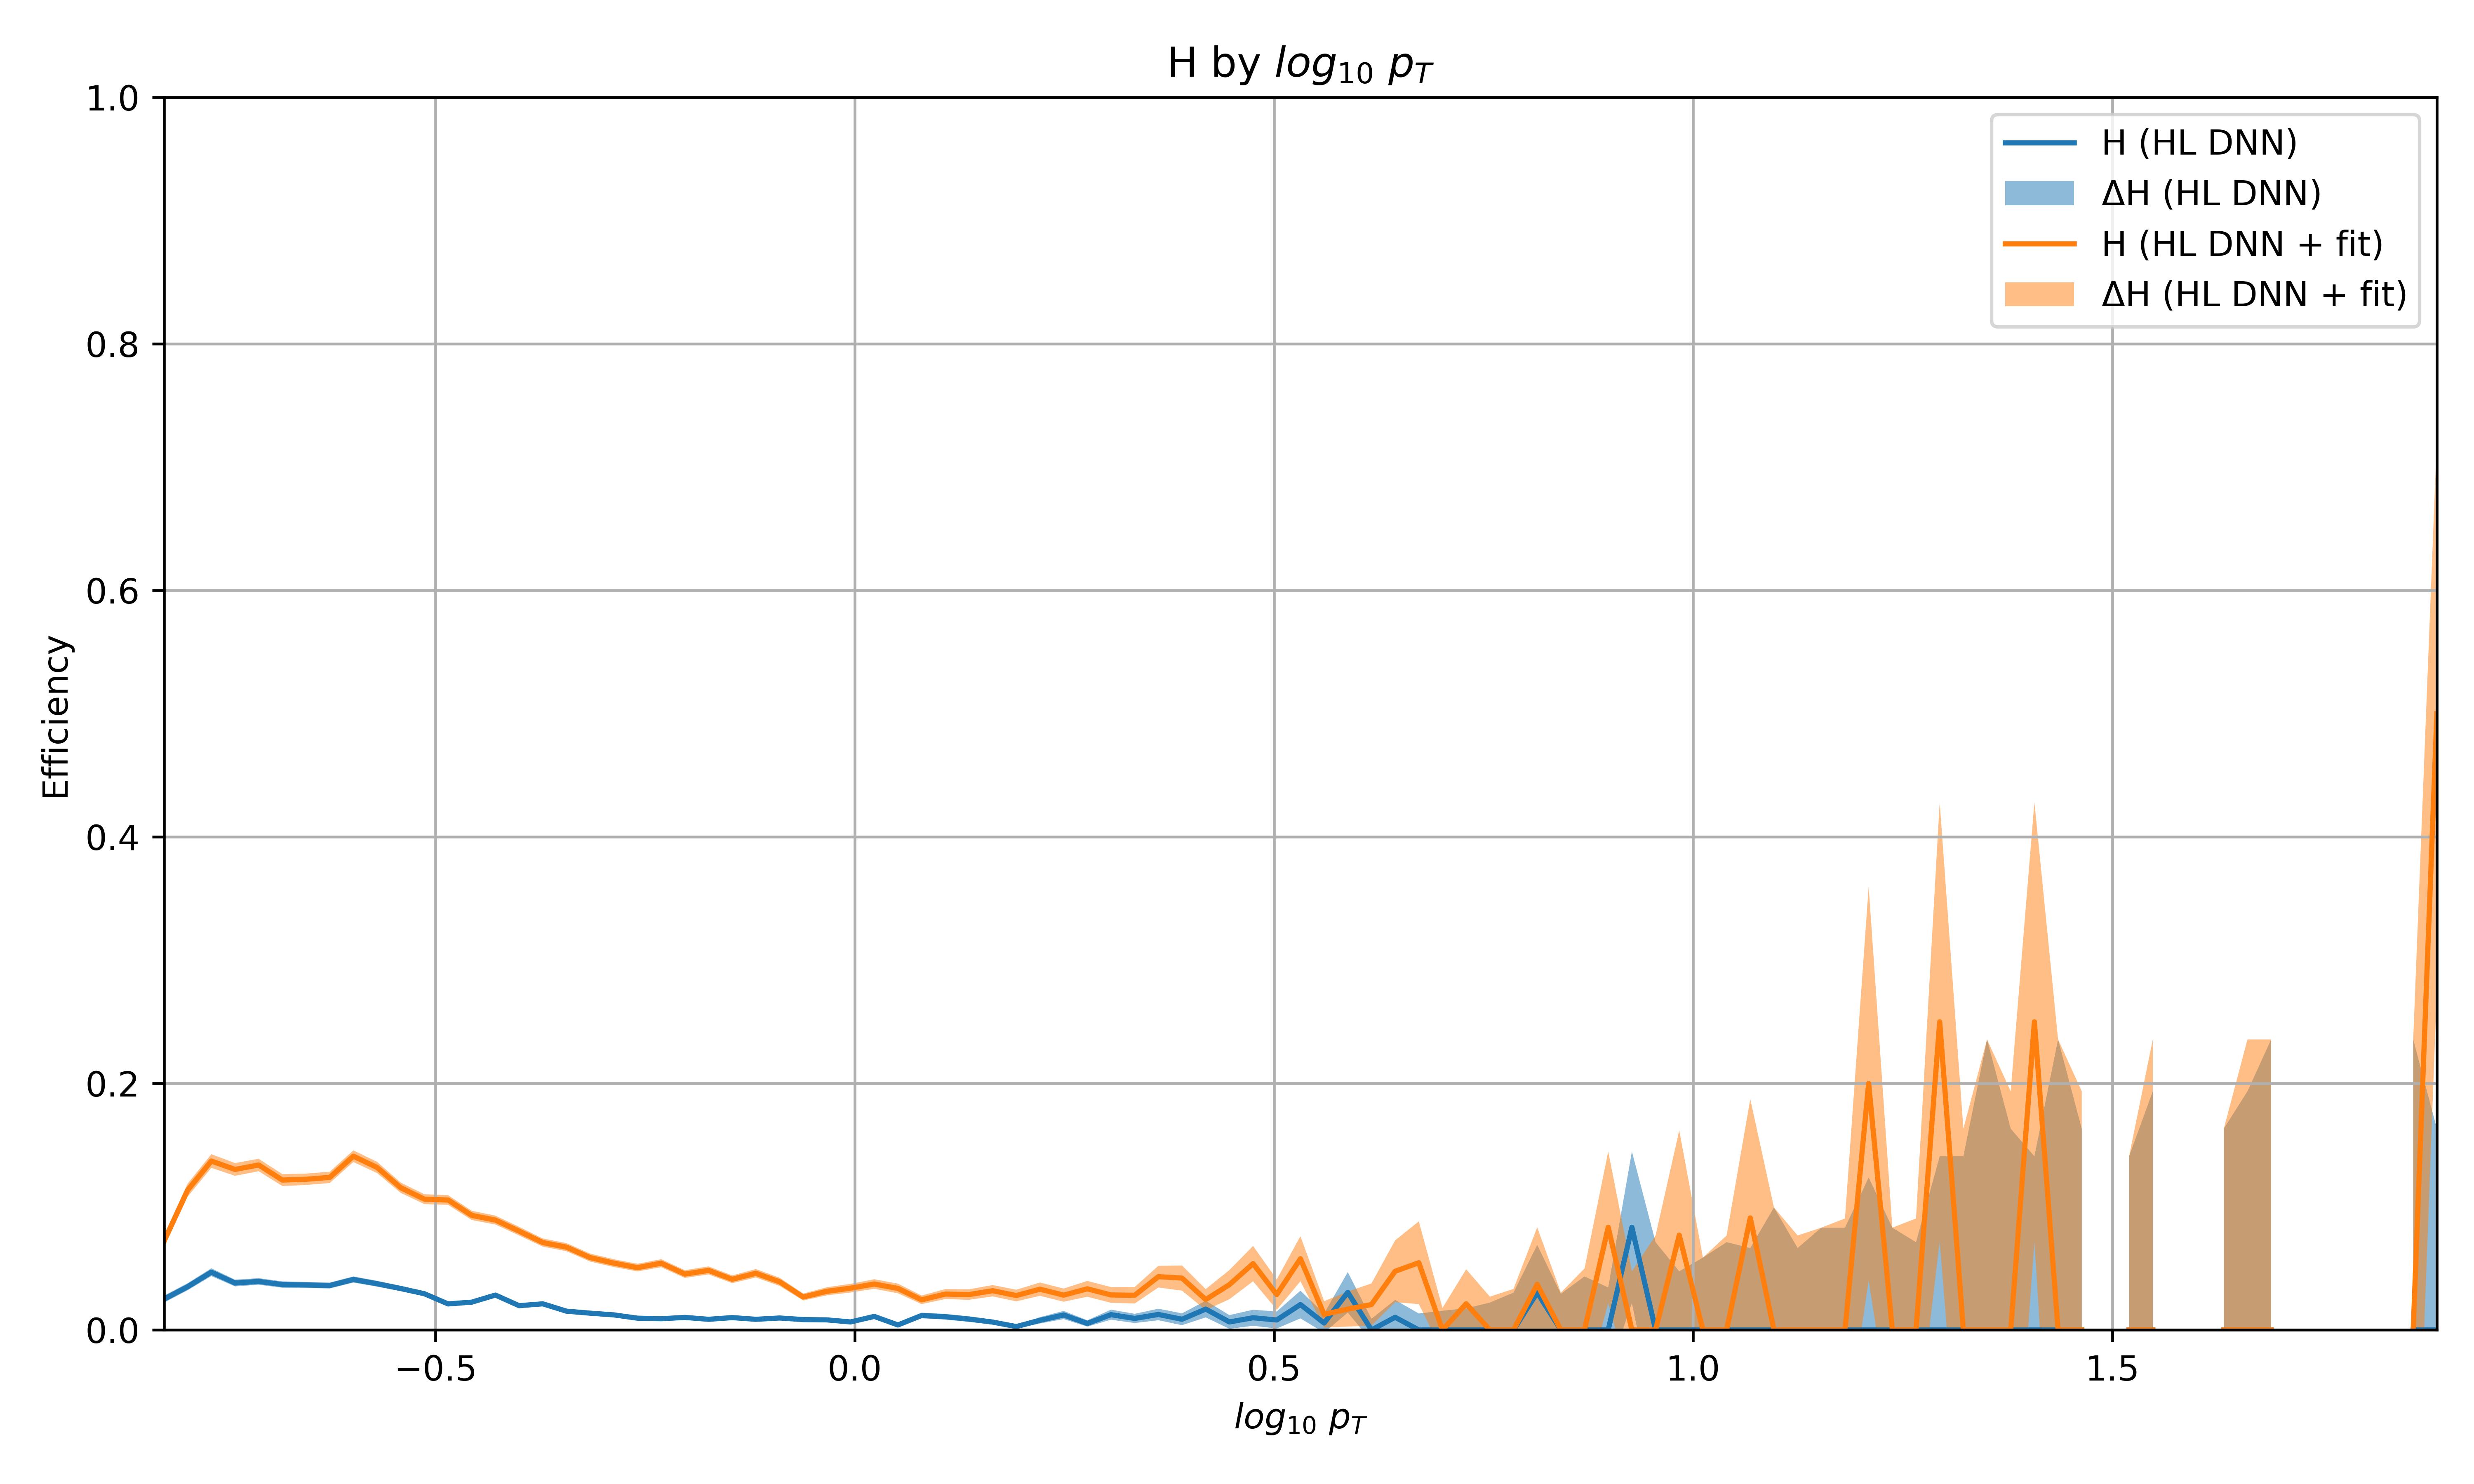 H by log₁₀ p_T
1.0
0.8
0.6
0.4
0.2
0.0
Efficiency
H (HL DNN)
ΔH (HL DNN)
H (HL DNN + fit)
ΔH (HL DNN + fit)
−0.5
0.0
0.5
1.0
1.5
log₁₀ p_T